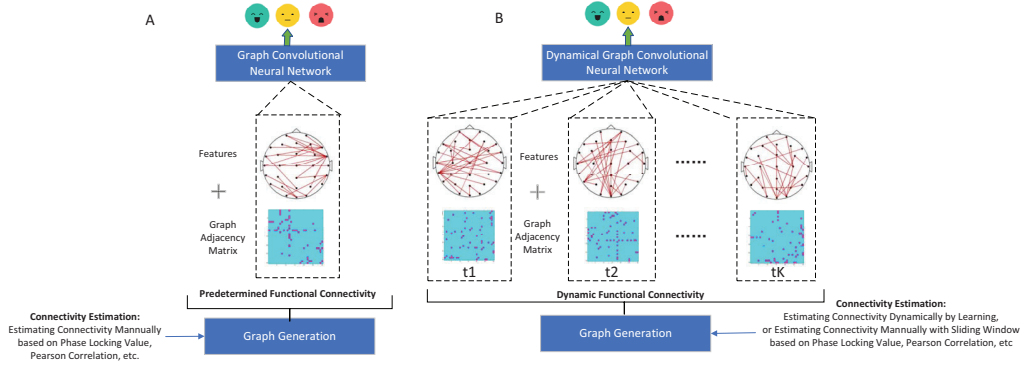 A
Graph Convolutional
Neural Network
Features
+
Graph
Adjacency
Matrix
Predetermined Functional Connectivity
Connectivity Estimation:
Estimating Connectivity Mannually
based on Phase Locking Value,
Pearson Correlation, etc.
Graph Generation
B
Dynamical Graph Convolutional
Neural Network
Features
+
Graph
Adjacency
Matrix
......
......
t1
t2
tK
Dynamic Functional Connectivity
Graph Generation
Connectivity Estimation:
Estimating Connectivity Dynamically by Learning,
or Estimating Connectivity Mannually with Sliding Window
based on Phase Locking Value, Pearson Correlation, etc